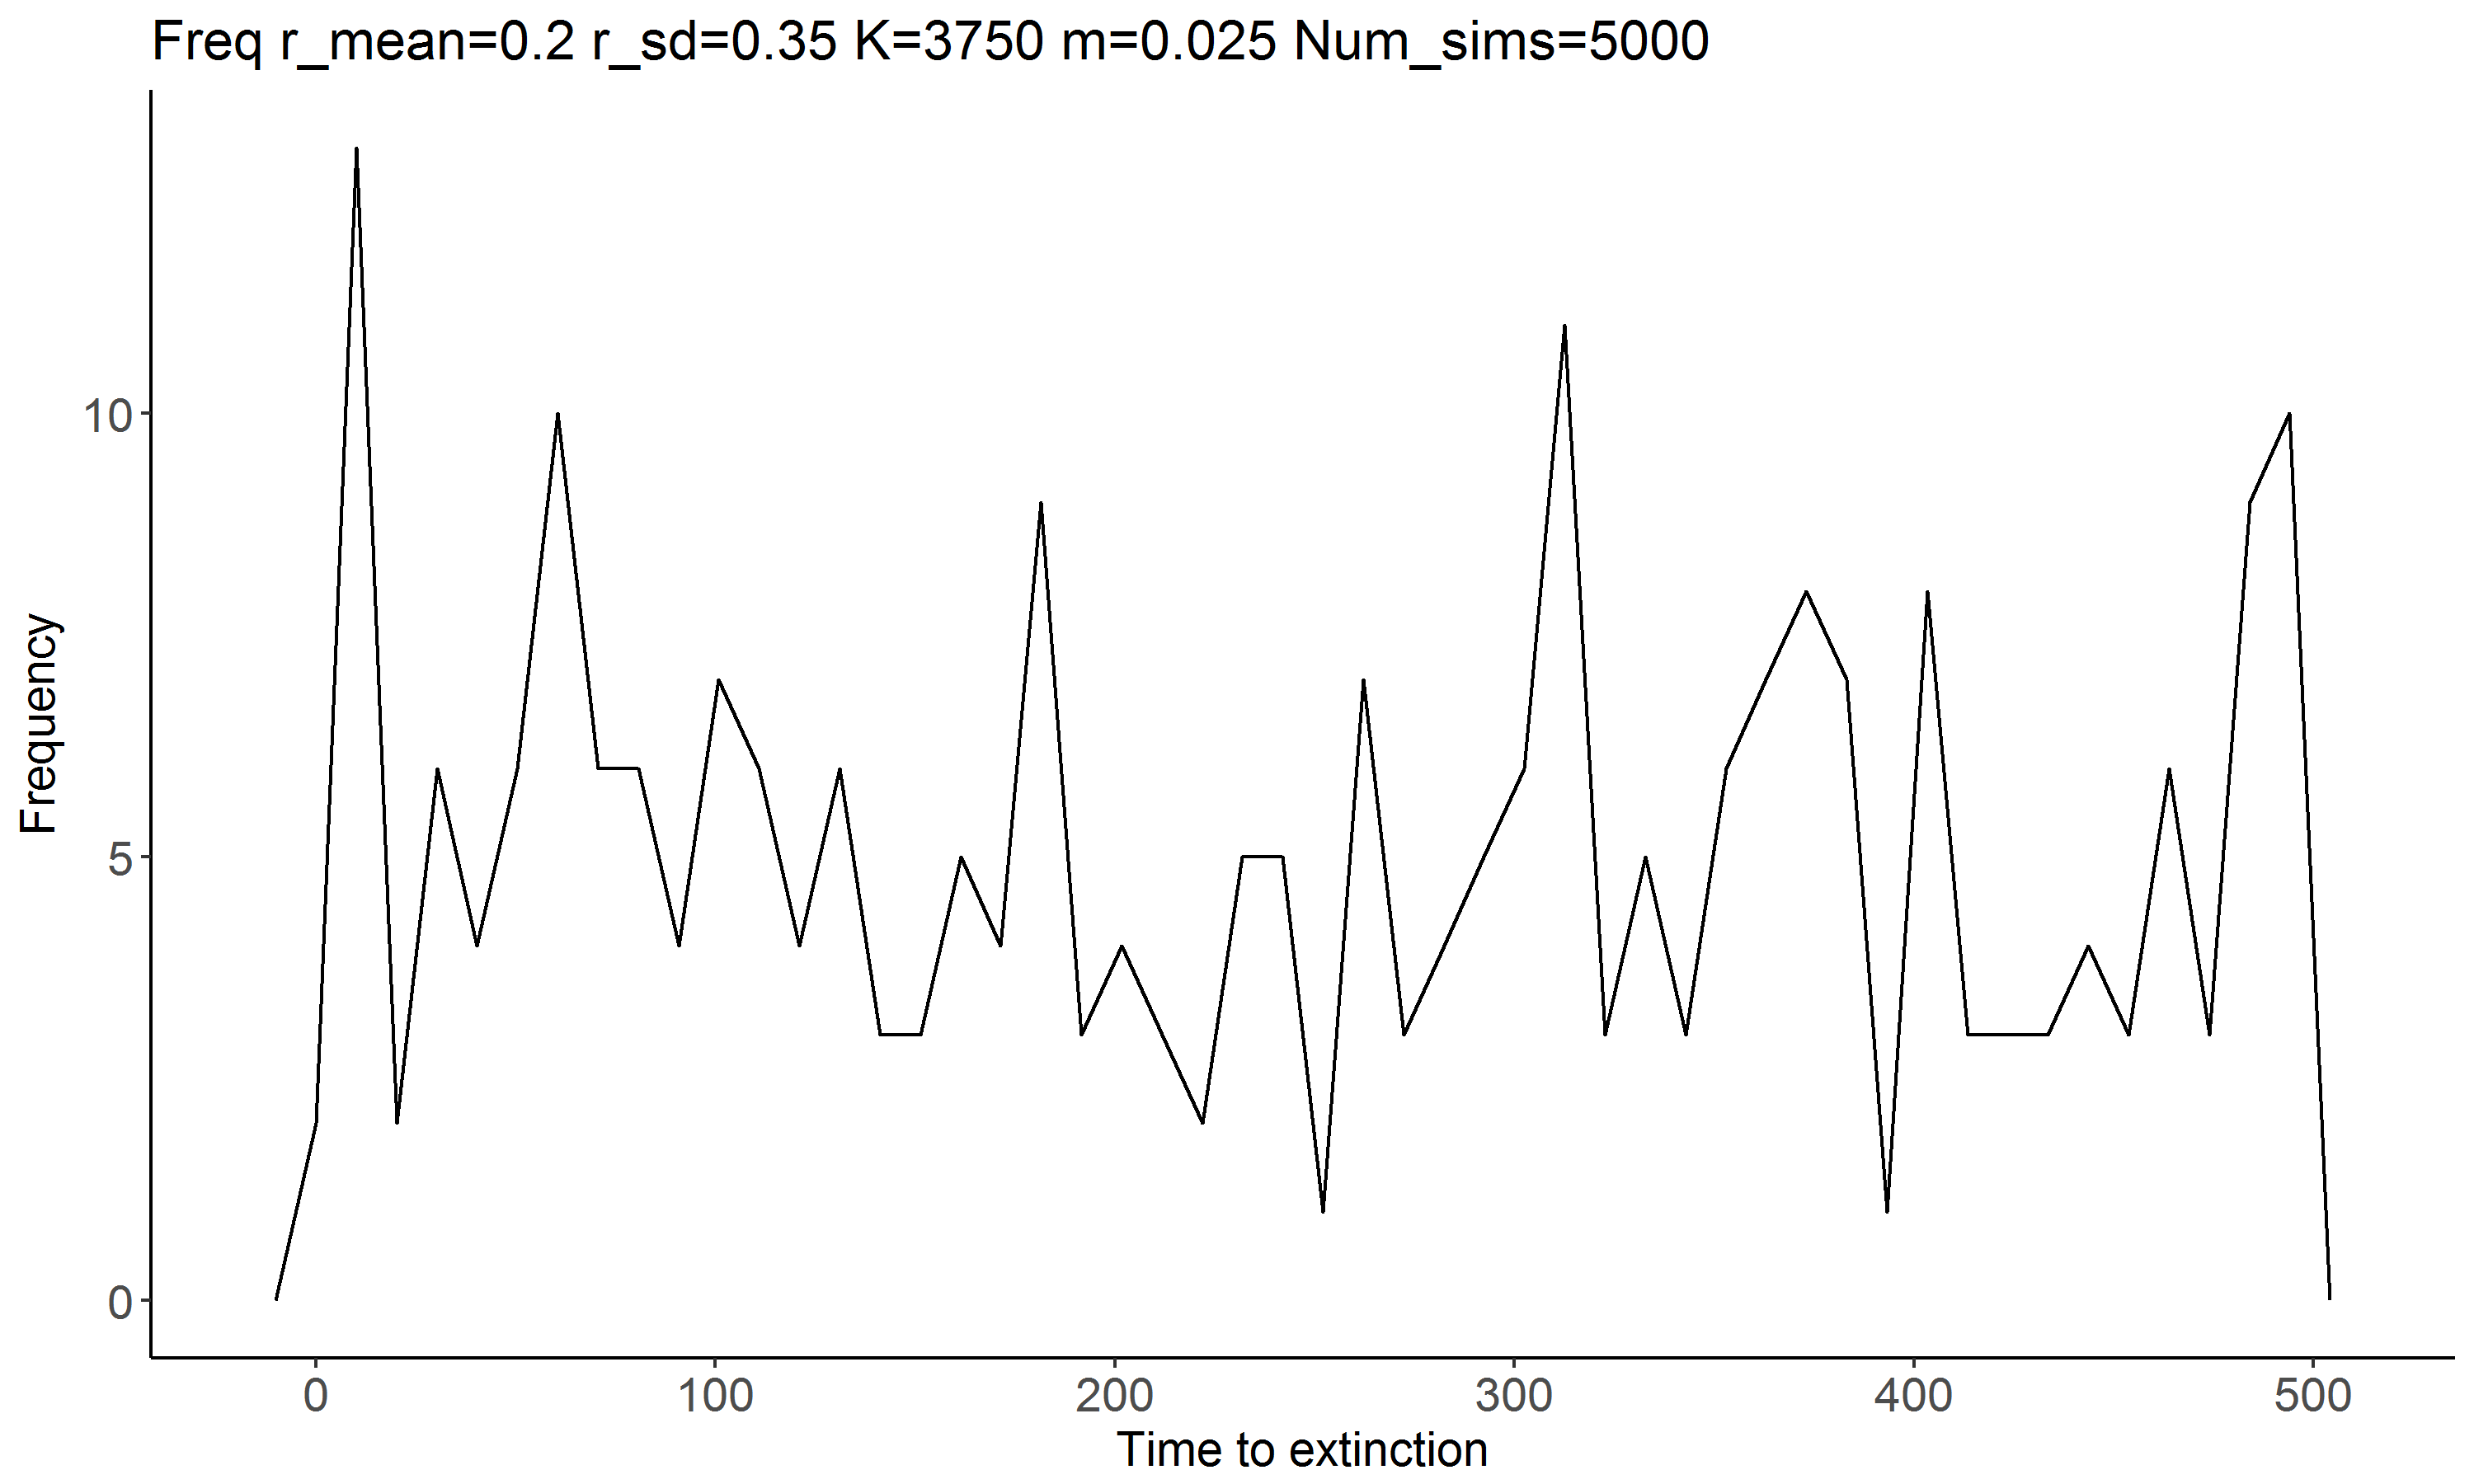 Freq r_mean=0.2 r_sd=0.35 K=3750 m=0.025 Num_sims=5000
Frequency
10
5
0
0 100 200 300 400 500
Time to extinction